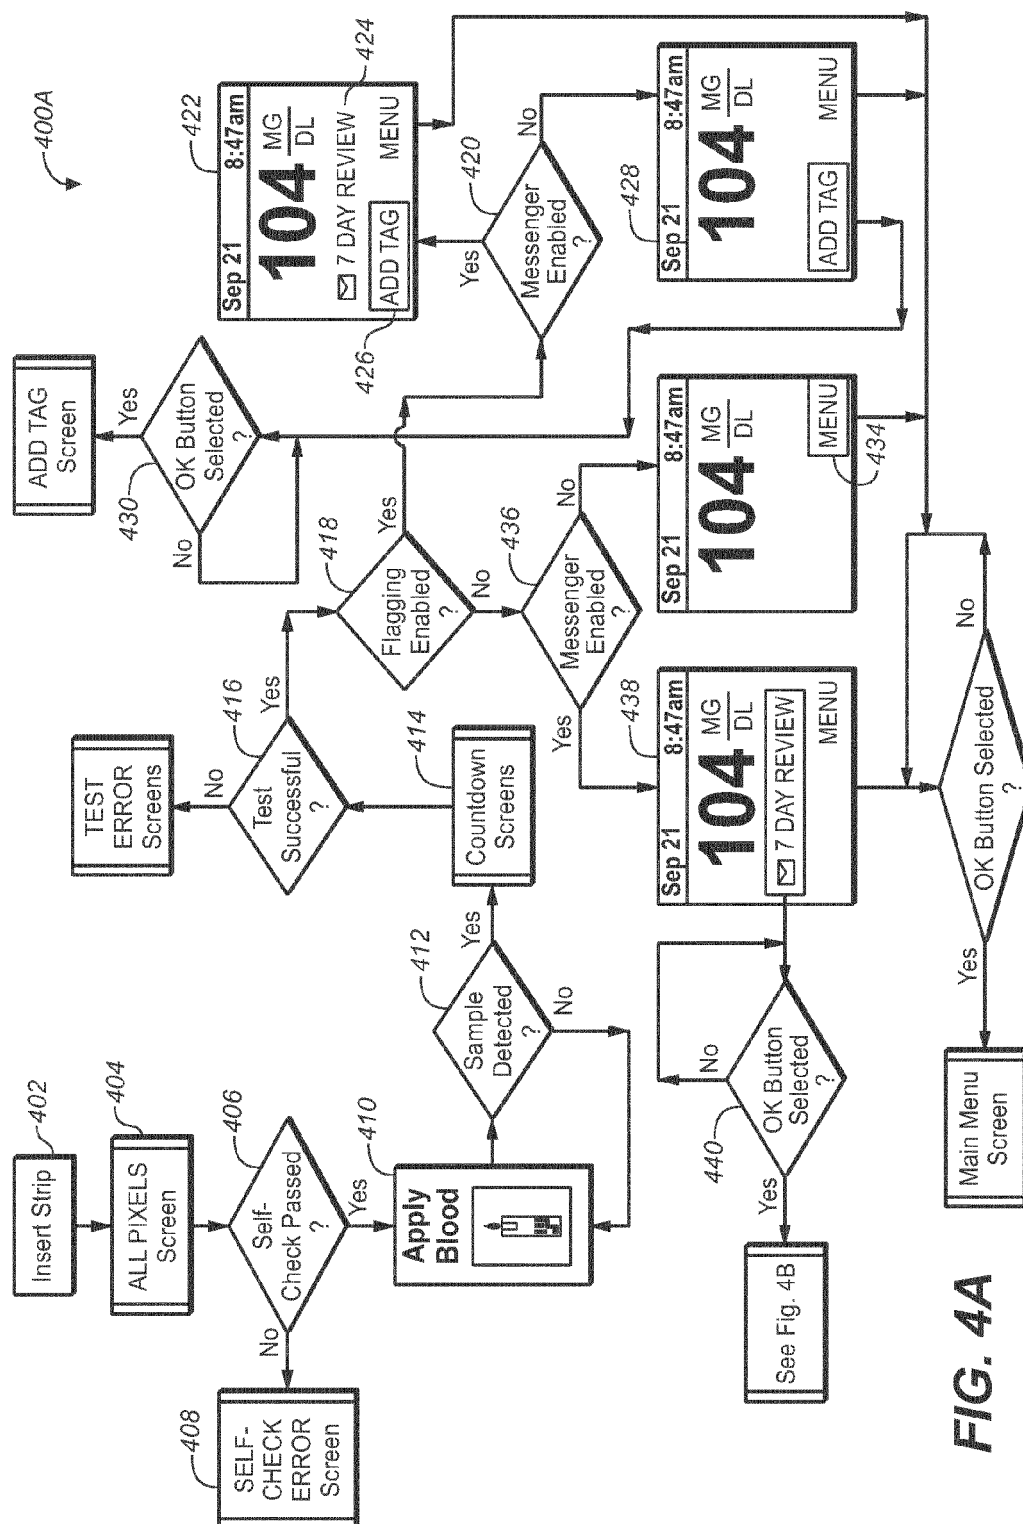 400A
402
Insert Strip
404
ALL PIXELS
Screen
406
Self-
Check Passed
?
No
408
SELF-
CHECK
ERROR
Screen
Yes
410
Apply
Blood
412
Sample
Detected
?
No
Yes
414
Countdown
Screens
416
Test
Successful
?
No
TEST
ERROR
Screens
Yes
418
Flagging
Enabled
?
Yes
No
420
Messenger
Enabled
?
Yes
No
422
Sep 21 8:47am
104 MG
DL
7 DAY REVIEW
424
ADD TAG MENU
426
428
Sep 21 8:47am
104 MG
DL
ADD TAG MENU
430
OK Button
Selected
?
No
Yes
ADD TAG
Screen
436
Messenger
Enabled
?
Yes
No
Sep 21 8:47am
104 MG
DL
MENU
434
438
Sep 21 8:47am
104 MG
DL
7 DAY REVIEW
MENU
440
OK Button
Selected
?
No
Yes
See Fig. 4B
OK Button Selected
?
No
Yes
Main Menu
Screen
FIG. 4A